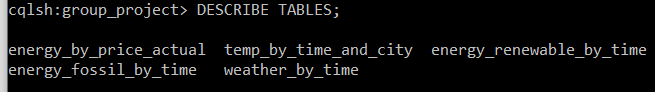 cqlsh:group_project> DESCRIBE TABLES;
energy_by_price_actual temp_by_time_and_city energy_renewable_by_time
energy_fossil_by_time weather_by_time